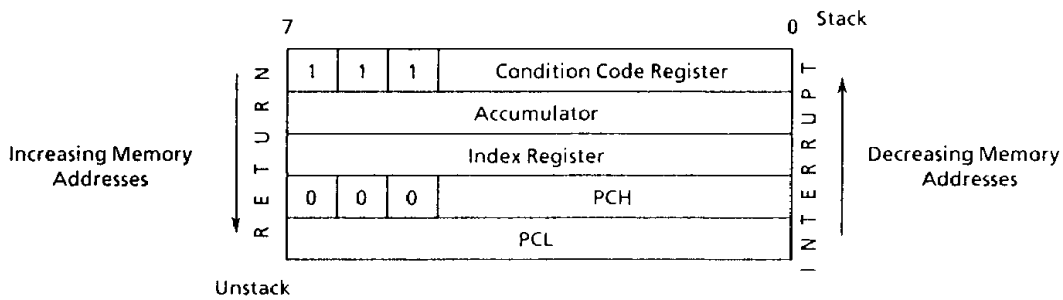 7 0 Stack
1 1 1 Condition Code Register
Accumulator
Index Register
0 0 0 PCH
PCL
RETURN
INTERRUPT
Increasing Memory
Addresses
Decreasing Memory
Addresses
Unstack